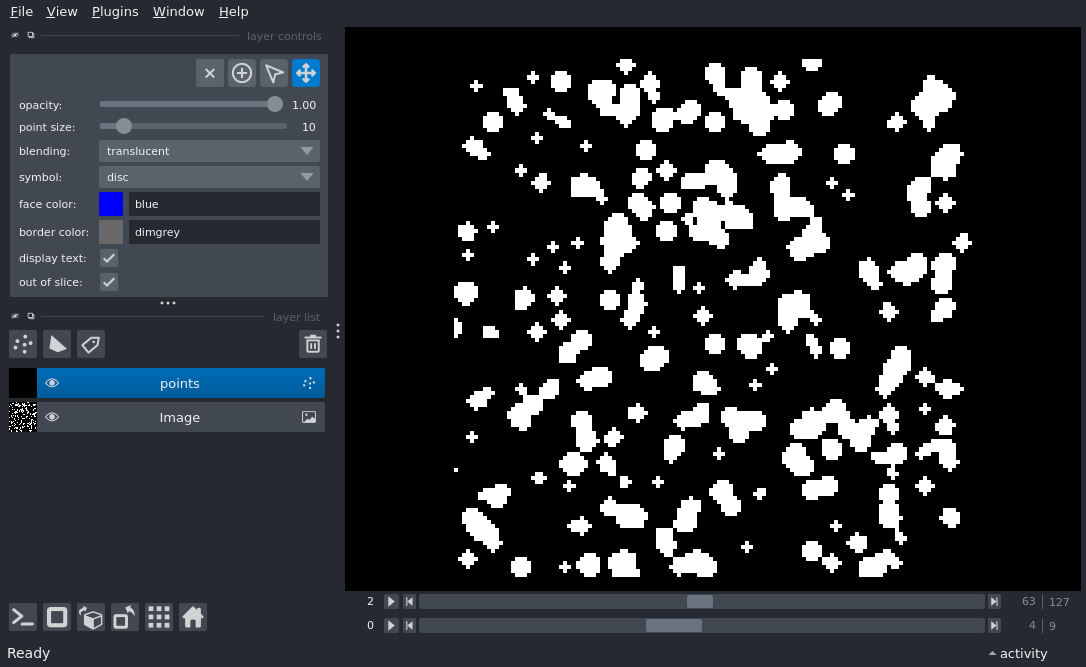 File View Plugins Window Help
layer controls
opacity: 1.00
point size: 10
blending: translucent
symbol: disc
face color: blue
border color: dimgrey
display text:
out of slice:
layer list
points
Image
2 63 127
0 4 9
Ready activity